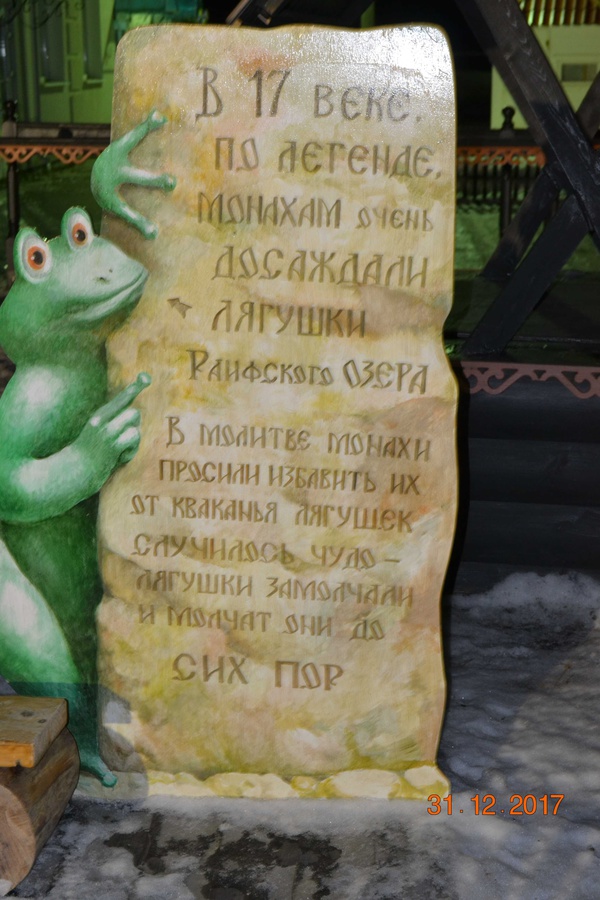 В 17 веке.
по легенде,
монахам очень
досаждали
лягушки
Раифского озера
В молитве монахи
просили избавить их
от кваканья лягушек
случилось чудо –
лягушки замолчали
и молчат они до
сих пор
31.12.2017